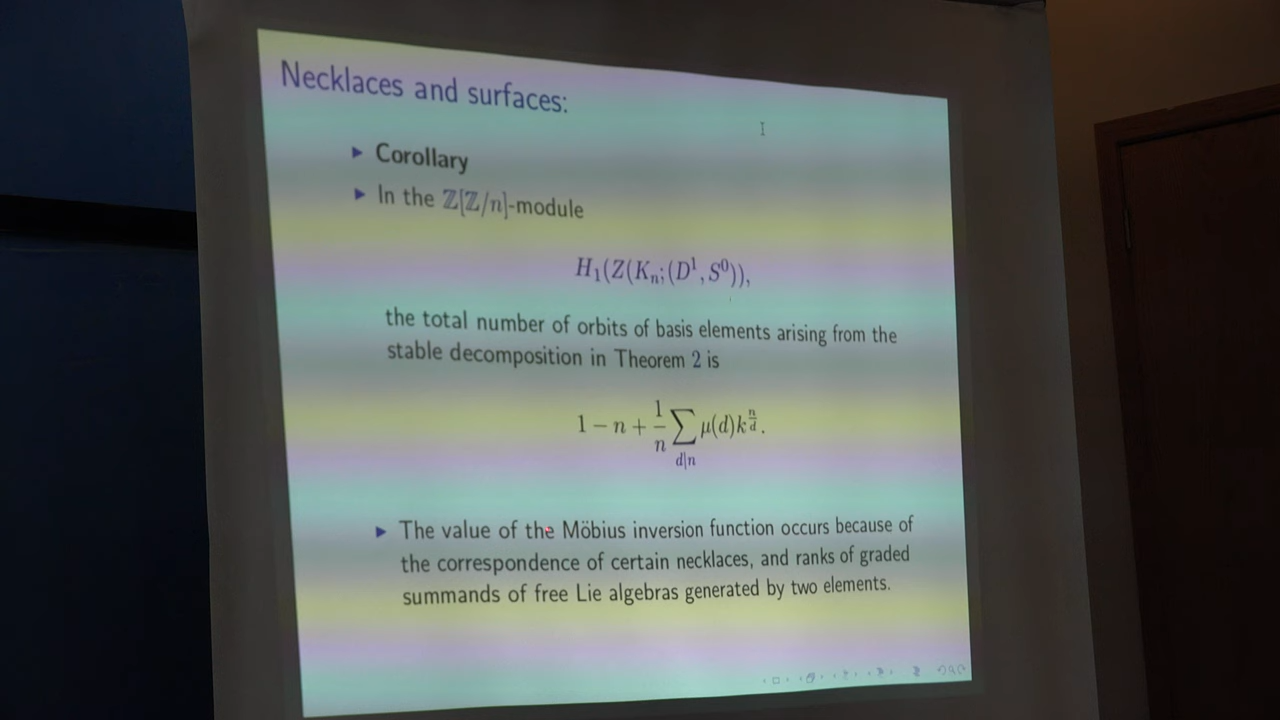 Necklaces and surfaces:
▶ Corollary
▶ In the ℤ[ℤ/n]-module
H₁(Z(Kₙ; (D¹, S⁰)),
the total number of orbits of basis elements arising from the
stable decomposition in Theorem 2 is
1 − n + 1/n ∑_{d|n} μ(d)k^{n/d}.
▶ The value of the Möbius inversion function occurs because of
the correspondence of certain necklaces, and ranks of graded
summands of free Lie algebras generated by two elements.